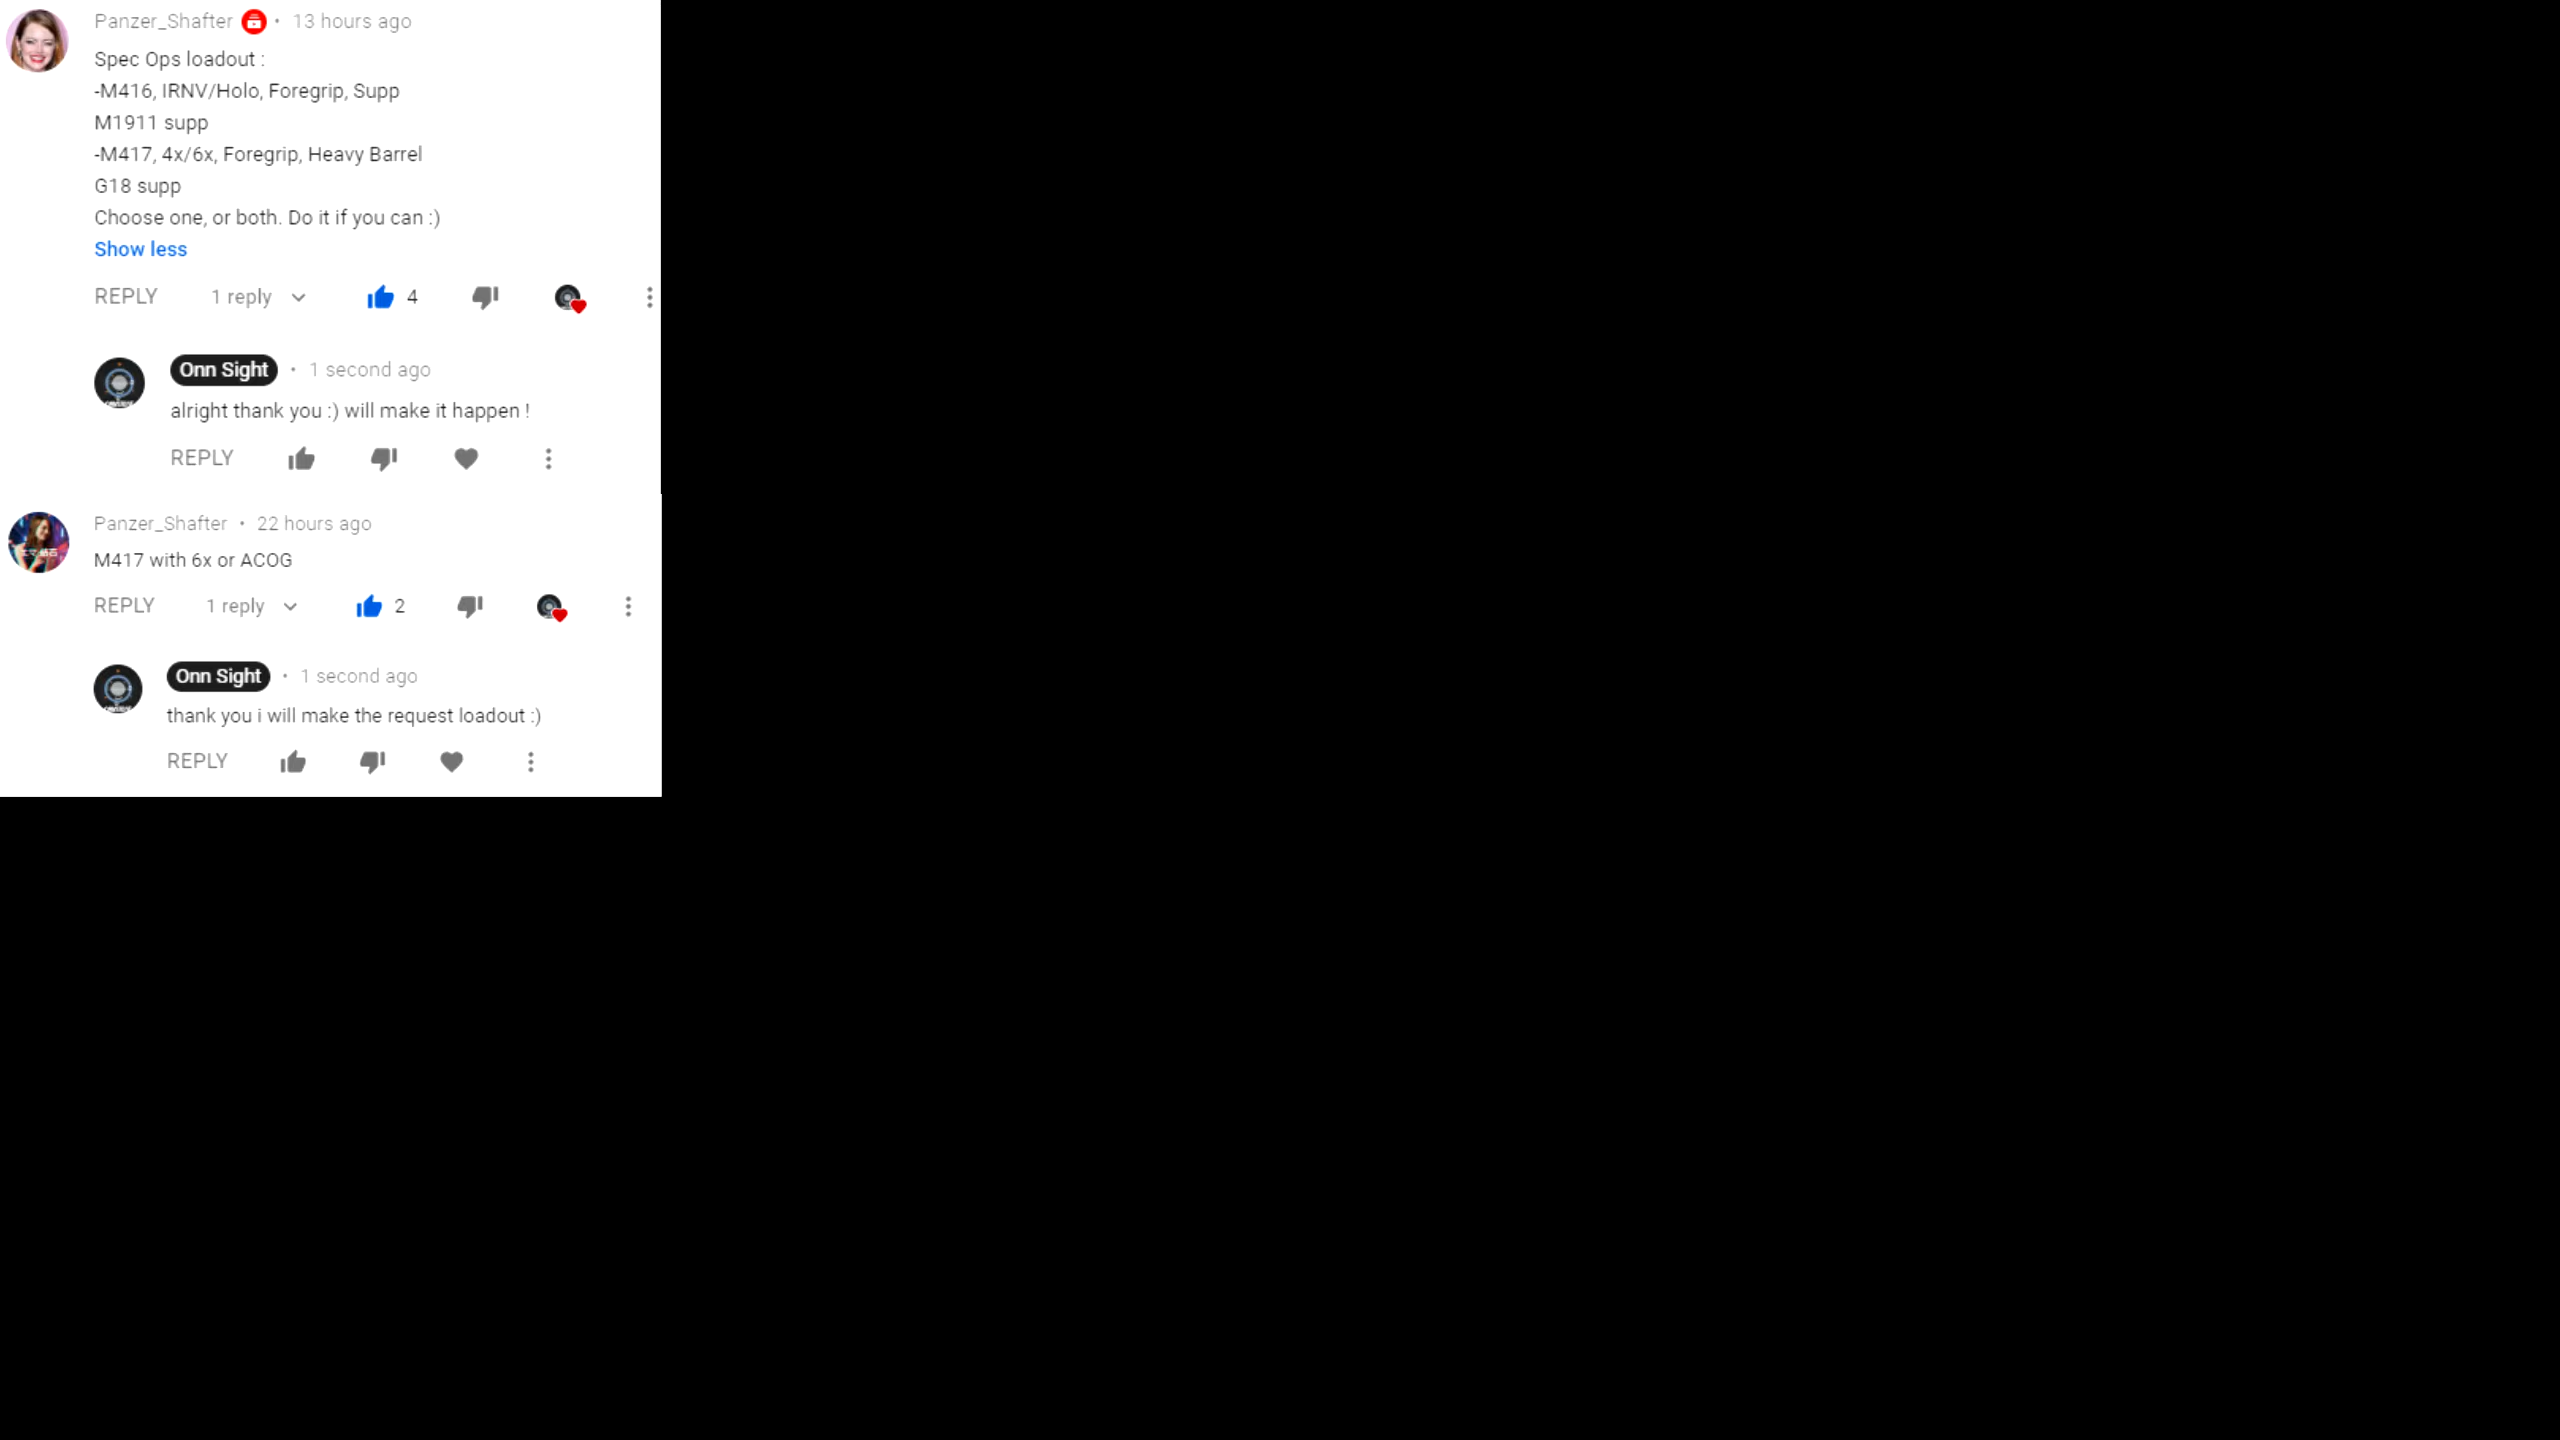 Panzer_Shafter • 13 hours ago
Spec Ops loadout :
-M416, IRNV/Holo, Foregrip, Supp
M1911 supp
-M417, 4x/6x, Foregrip, Heavy Barrel
G18 supp
Choose one, or both. Do it if you can :)
Show less
REPLY 1 reply 4
Onn Sight • 1 second ago
alright thank you :) will make it happen !
REPLY
Panzer_Shafter • 22 hours ago
M417 with 6x or ACOG
REPLY 1 reply 2
Onn Sight • 1 second ago
thank you i will make the request loadout :)
REPLY